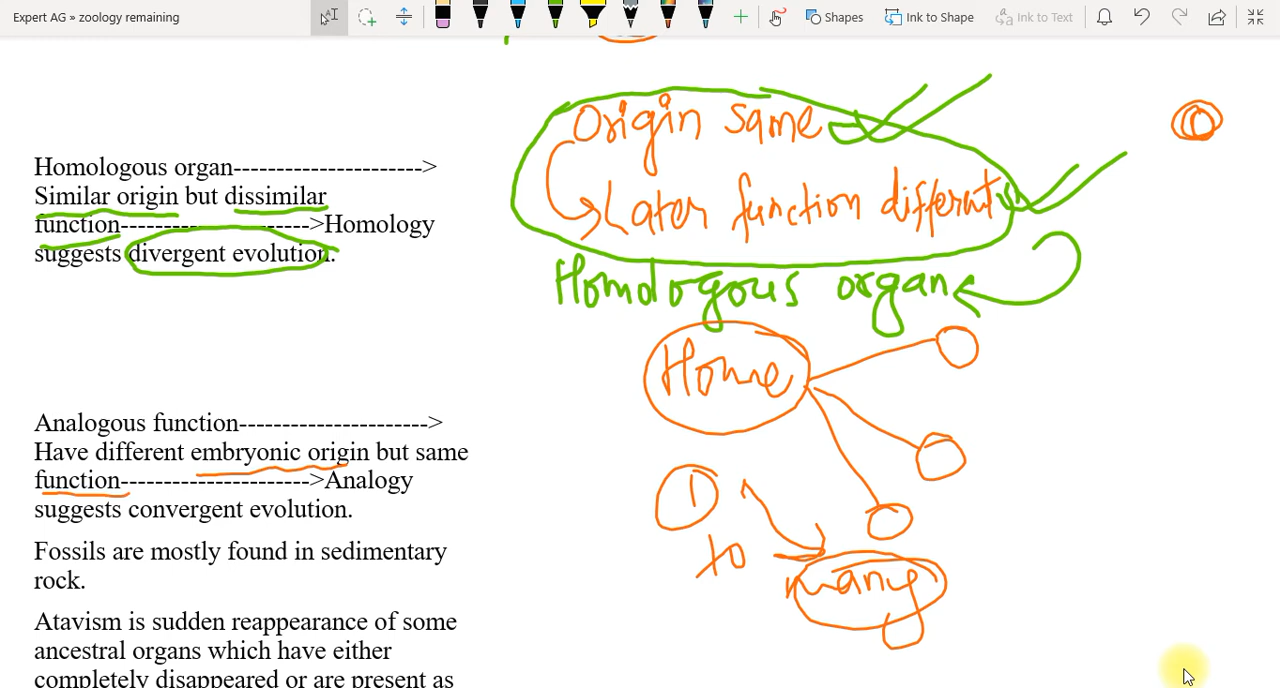 Expert AG » zoology remaining
Shapes
Ink to Shape
Ink to Text
Homologous organ---------------------->
Similar origin but dissimilar
function---------------------->Homology
suggests divergent evolution.
Origin same
Later function different
Homologous organ
Home
1
to
many
Analogous function---------------------->
Have different embryonic origin but same
function---------------------->Analogy
suggests convergent evolution.
Fossils are mostly found in sedimentary
rock.
Atavism is sudden reappearance of some
ancestral organs which have either
completely disappeared or are present as